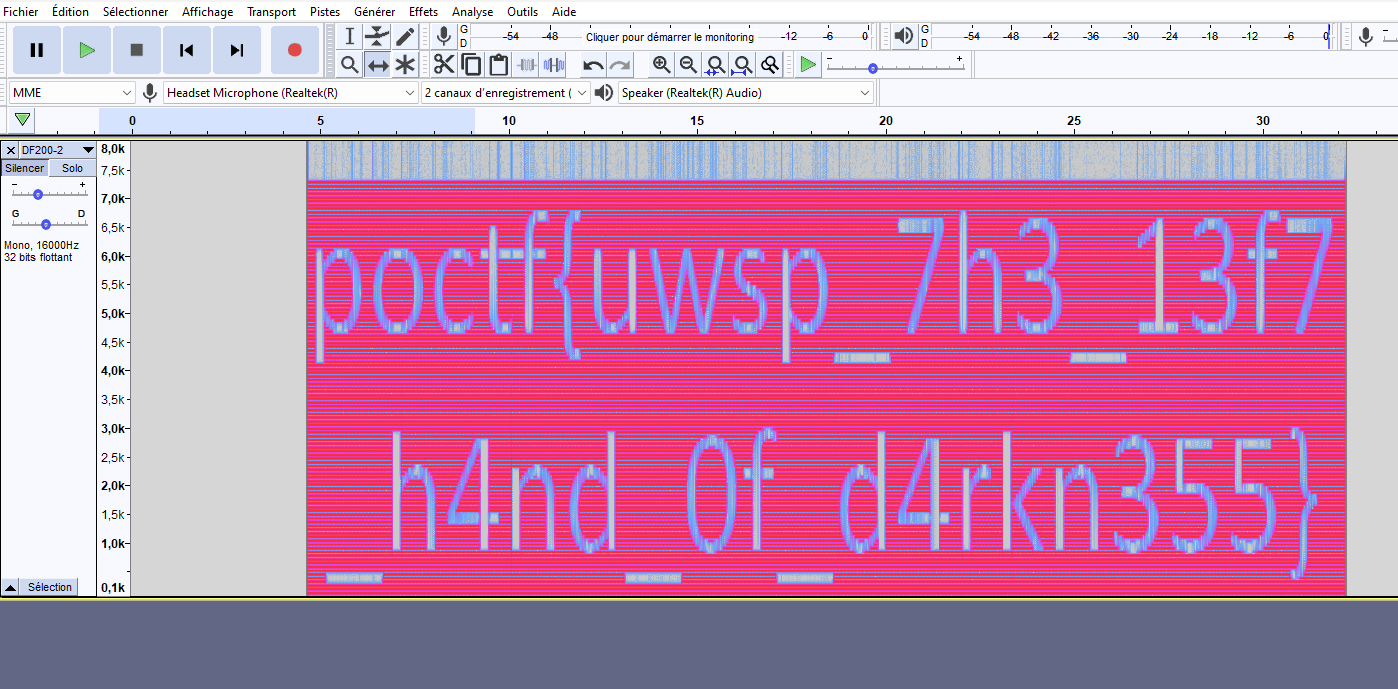 Fichier Édition Sélectionner Affichage Transport Pistes Générer Effets Analyse Outils Aide
G
D
-54 -48 Cliquer pour démarrer le monitoring -12 -6 0
G
D
-54 -48 -42 -36 -30 -24 -18 -12 -6 0
MME
Headset Microphone (Realtek(R)
2 canaux d'enregistrement (
Speaker (Realtek(R) Audio)
0 5 10 15 20 25 30
DF200-2
Silencer Solo
- +
G D
Mono, 16000Hz
32 bits flottant
Sélection
8,0k
7,5k
7,0k
6,5k
6,0k
5,5k
5,0k
4,5k
4,0k
3,5k
3,0k
2,5k
2,0k
1,5k
1,0k
0,1k
poctf{uwsp_7h3_13f7
_h4nd_0f_d4rkn355}